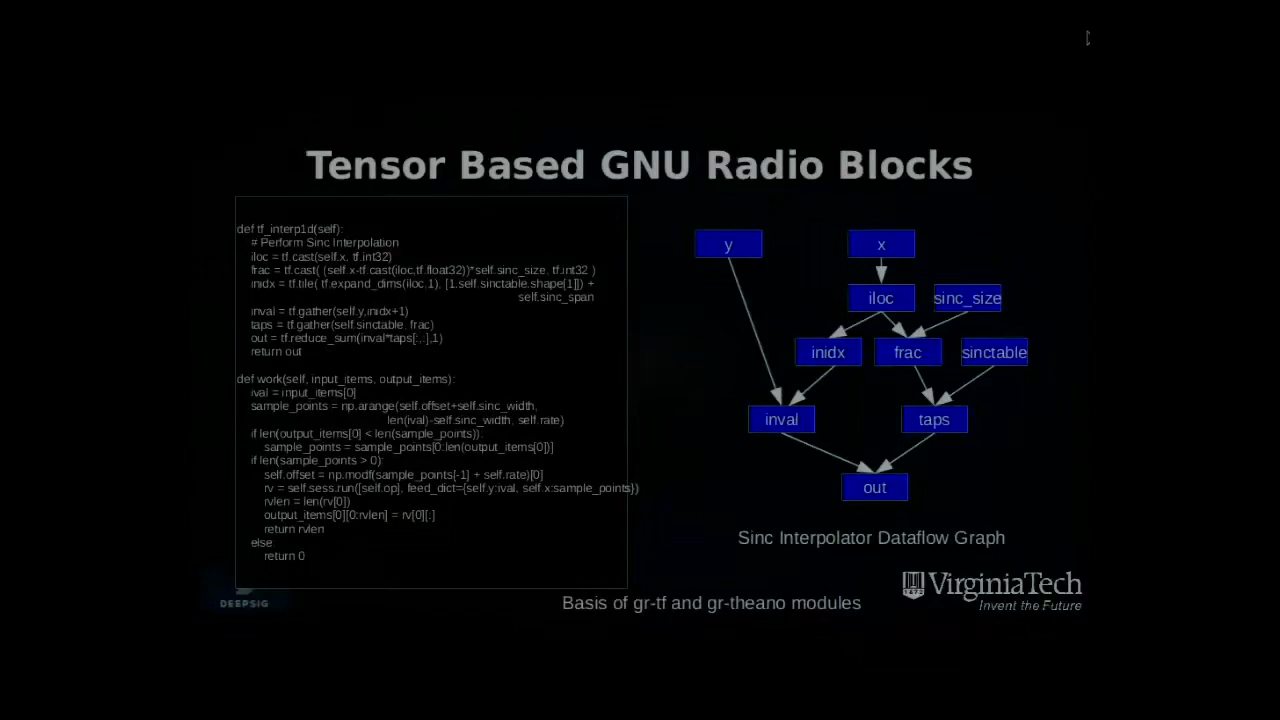 Tensor Based GNU Radio Blocks
def tf_interp1d(self):
# Perform Sinc Interpolation
iloc = tf.cast(self.x, tf.int32)
frac = tf.cast( (self.x-tf.cast(iloc,tf.float32))*self.sinc_size, tf.int32 )
inidx = tf.tile( tf.expand_dims(iloc,1), [1,self.sinctable.shape[1]]) +
self.sinc_span
inval = tf.gather(self.y,inidx+1)
taps = tf.gather(self.sinctable, frac)
out = tf.reduce_sum(inval*taps[:,:],1)
return out
def work(self, input_items, output_items):
ival = input_items[0]
sample_points = np.arange(self.offset+self.sinc_width,
len(ival)-self.sinc_width, self.rate)
if len(output_items[0] < len(sample_points)):
sample_points = sample_points[0:len(output_items[0])]
if len(sample_points > 0):
self.offset = np.modf(sample_points[-1] + self.rate)[0]
rv = self.sess.run([self.op], feed_dict={self.y:ival, self.x:sample_points})
rvlen = len(rv[0])
output_items[0][0:rvlen] = rv[0][:]
return rvlen
else
return 0
y
x
iloc
sinc_size
inidx
frac
sinctable
inval
taps
out
Sinc Interpolator Dataflow Graph
DEEPSIG
Basis of gr-tf and gr-theano modules
VirginiaTech
Invent the Future